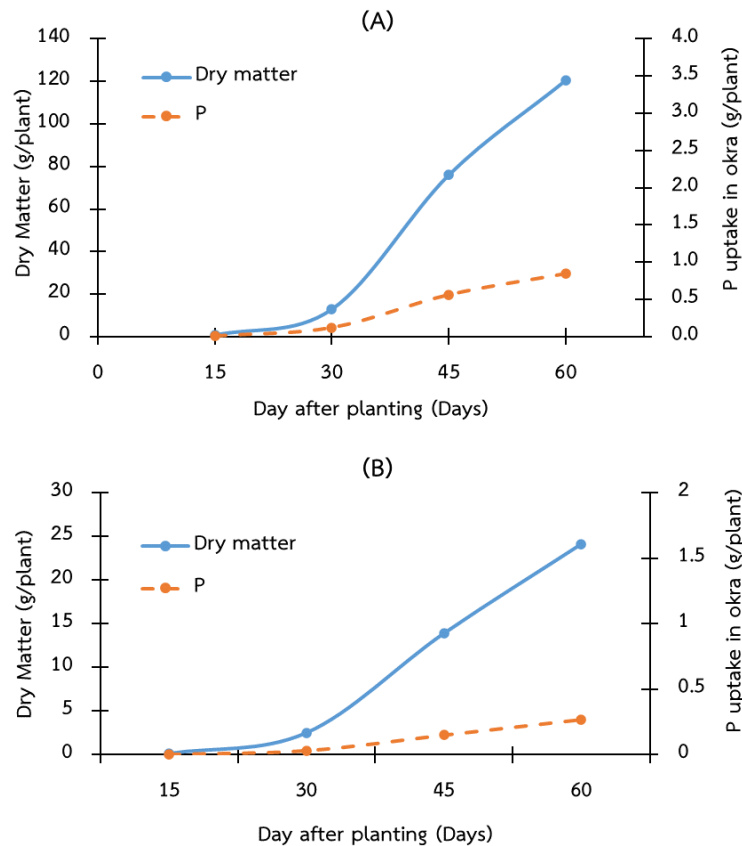 (A)
Dry Matter (g/plant)
140
120
100
80
60
40
20
0
Dry matter
P
4.0
3.5
3.0
2.5
2.0
1.5
1.0
0.5
0.0
P uptake in okra (g/plant)
0 15 30 45 60
Day after planting (Days)
(B)
Dry Matter (g/plant)
30
25
20
15
10
5
0
Dry matter
P
2
1.5
1
0.5
0
P uptake in okra (g/plant)
15 30 45 60
Day after planting (Days)